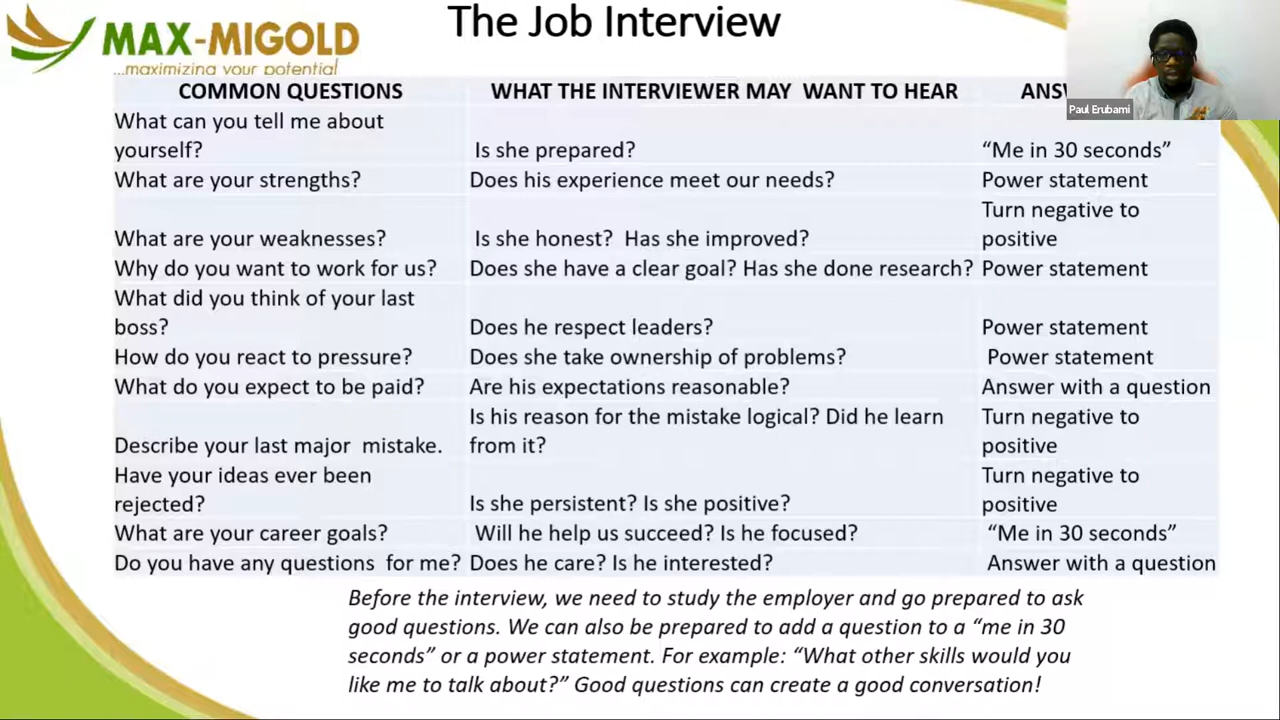 The Job Interview
MAX-MIGOLD
...maximizing your potential
Paul Erubami
COMMON QUESTIONS WHAT THE INTERVIEWER MAY WANT TO HEAR
What can you tell me about
yourself? Is she prepared? “Me in 30 seconds”
What are your strengths? Does his experience meet our needs? Power statement
Turn negative to
What are your weaknesses? Is she honest? Has she improved? positive
Why do you want to work for us? Does she have a clear goal? Has she done research? Power statement
What did you think of your last
boss? Does he respect leaders? Power statement
How do you react to pressure? Does she take ownership of problems? Power statement
What do you expect to be paid? Are his expectations reasonable? Answer with a question
Is his reason for the mistake logical? Did he learn Turn negative to
Describe your last major mistake. from it? positive
Have your ideas ever been Turn negative to
rejected? Is she persistent? Is she positive? positive
What are your career goals? Will he help us succeed? Is he focused? “Me in 30 seconds”
Do you have any questions for me? Does he care? Is he interested? Answer with a question
Before the interview, we need to study the employer and go prepared to ask
good questions. We can also be prepared to add a question to a “me in 30
seconds” or a power statement. For example: “What other skills would you
like me to talk about?” Good questions can create a good conversation!